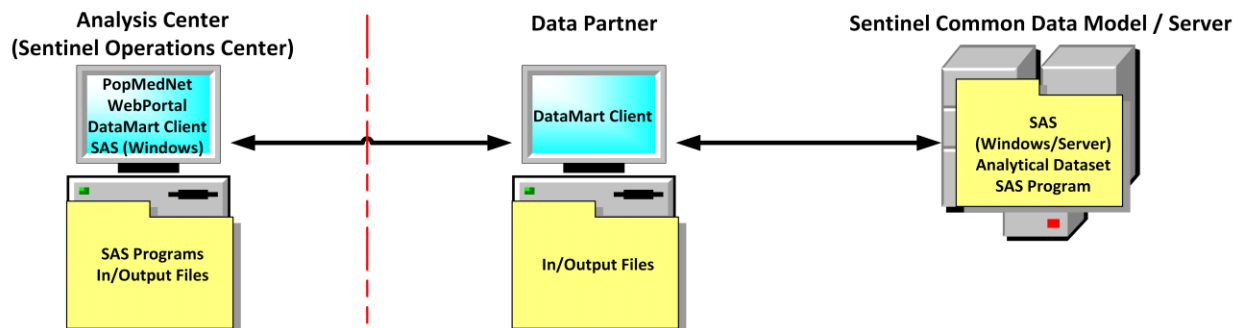 Analysis Center
(Sentinel Operations Center)
PopMedNet
WebPortal
DataMart Client
SAS (Windows)
SAS Programs
In/Output Files
Data Partner
DataMart Client
In/Output Files
Sentinel Common Data Model / Server
SAS
(Windows/Server)
Analytical Dataset
SAS Program